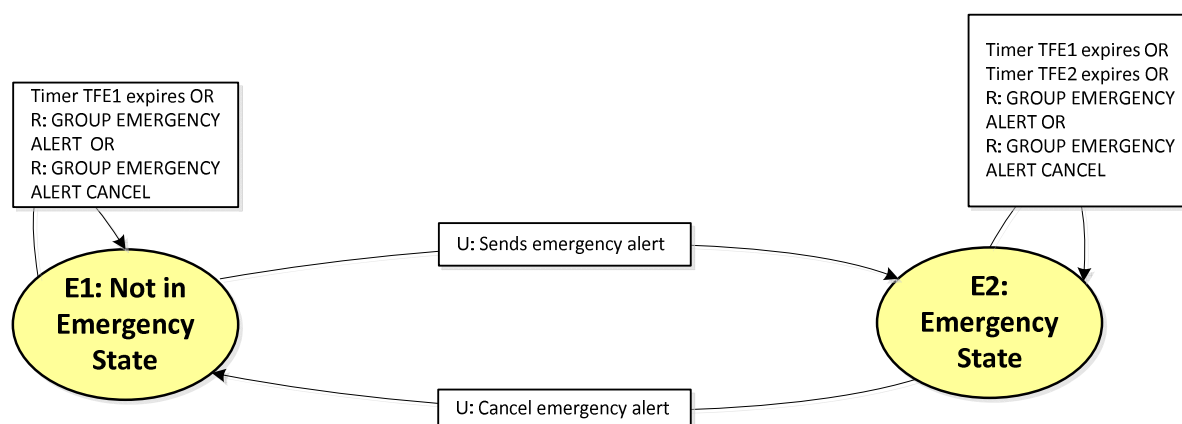 Timer TFE1 expires OR
R: GROUP EMERGENCY
ALERT OR
R: GROUP EMERGENCY
ALERT CANCEL
Timer TFE1 expires OR
Timer TFE2 expires OR
R: GROUP EMERGENCY
ALERT OR
R: GROUP EMERGENCY
ALERT CANCEL
U: Sends emergency alert
E1: Not in
Emergency
State
E2:
Emergency
State
U: Cancel emergency alert